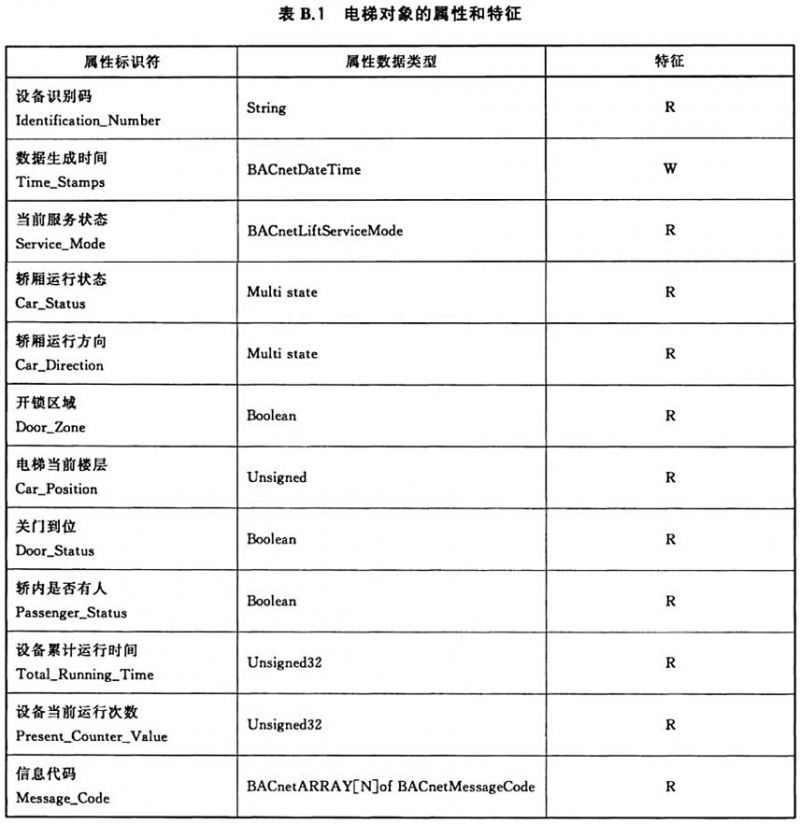 表 B.1 电梯对象的属性和特征
属性标识符 属性数据类型 特征
设备识别码
Identification_Number
String R
数据生成时间
Time_Stamps
BACnetDateTime W
当前服务状态
Service_Mode
BACnetLiftServiceMode R
轿厢运行状态
Car_Status
Multi state R
轿厢运行方向
Car_Direction
Multi state R
开锁区域
Door_Zone
Boolean R
电梯当前楼层
Car_Position
Unsigned R
关门到位
Door_Status
Boolean R
轿内是否有人
Passenger_Status
Boolean R
设备累计运行时间
Total_Running_Time
Unsigned32 R
设备当前运行次数
Present_Counter_Value
Unsigned32 R
信息代码
Message_Code
BACnetARRAY[N]of BACnetMessageCode R